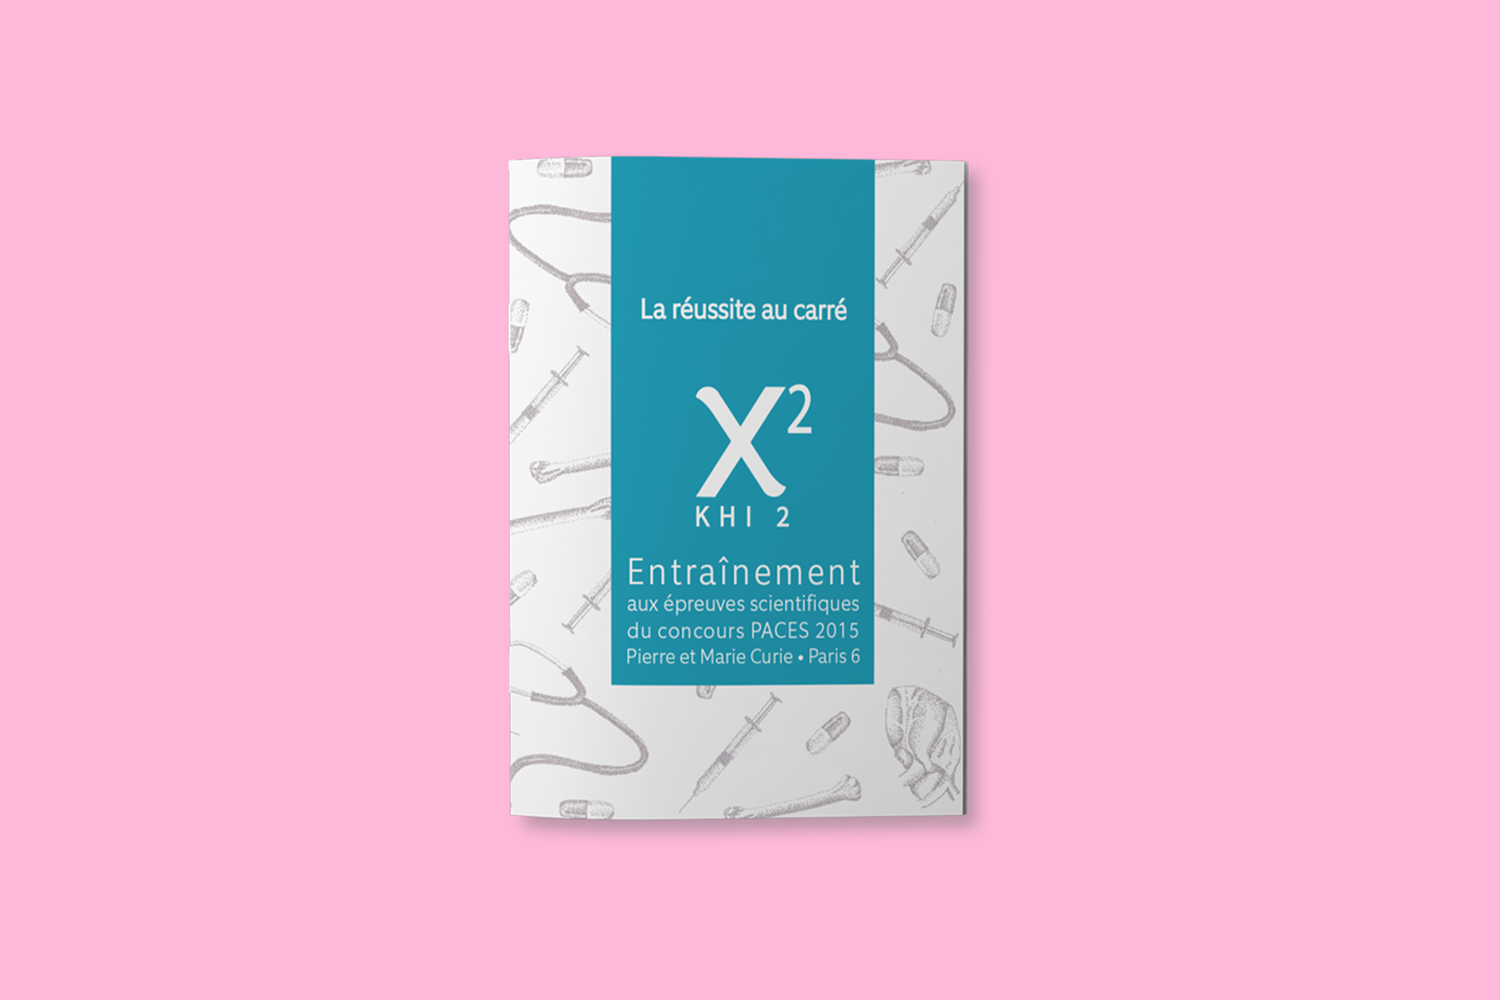 La réussite au carré
X²
KHI 2
Entraînement
aux épreuves scientifiques
du concours PACES 2015
Pierre et Marie Curie • Paris 6